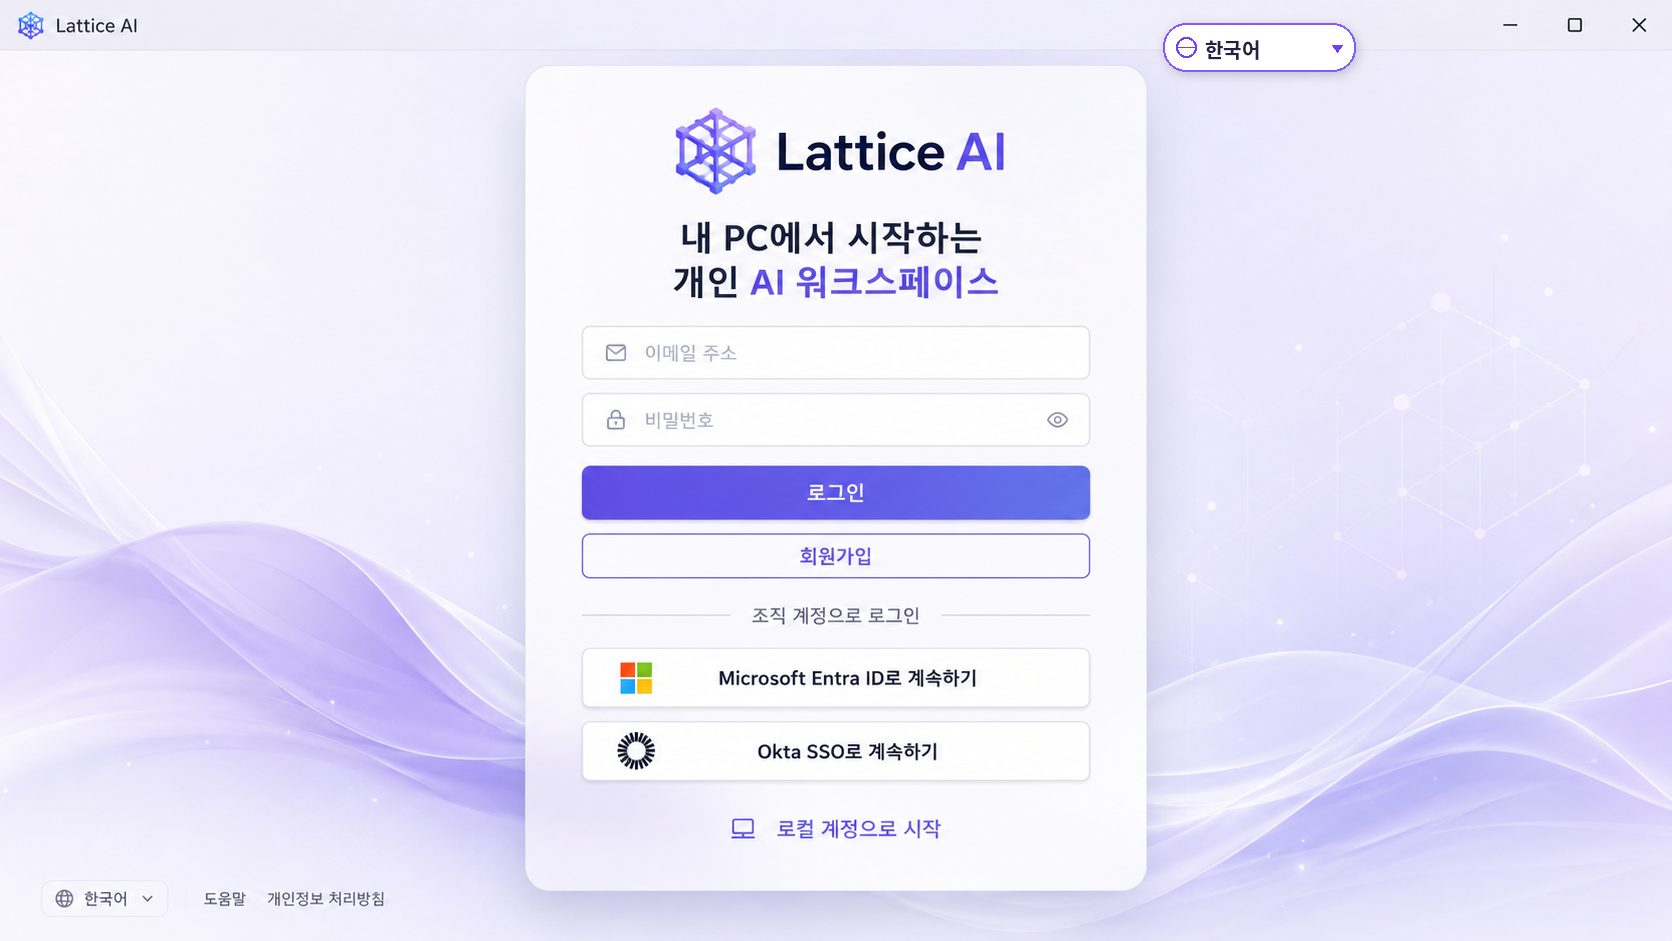 Lattice AI
한국어
Lattice AI
내 PC에서 시작하는
개인 AI 워크스페이스
이메일 주소
비밀번호
로그인
회원가입
조직 계정으로 로그인
Microsoft Entra ID로 계속하기
Okta SSO로 계속하기
로컬 계정으로 시작
한국어 도움말 개인정보 처리방침